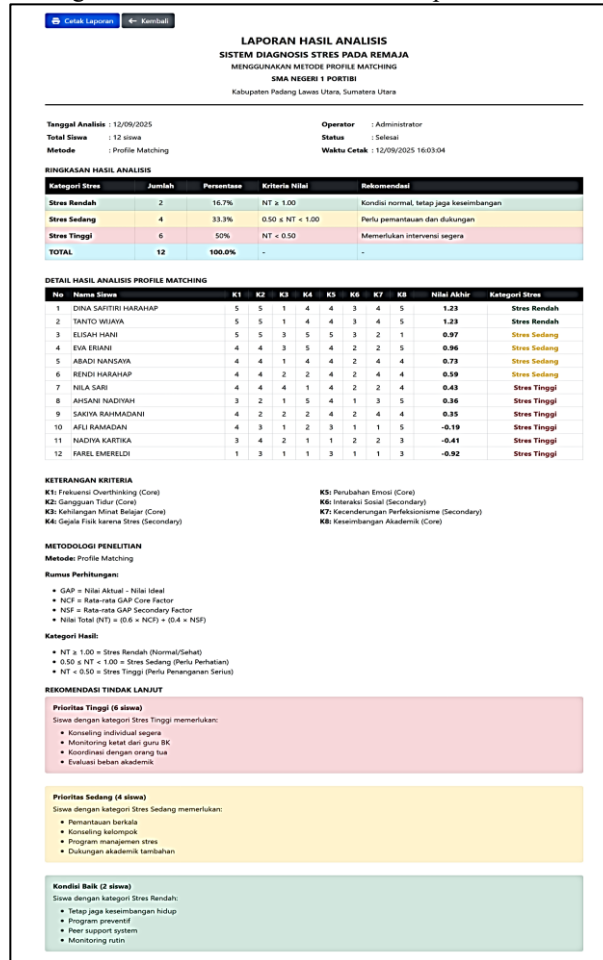 Cetak Laporan Kembali
LAPORAN HASIL ANALISIS
SISTEM DIAGNOSIS STRES PADA REMAJA
MENGGUNAKAN METODE PROFILE MATCHING
SMA NEGERI 1 PORTIBI
Kabupaten Padang Lawas Utara, Sumatera Utara
Tanggal Analisis : 12/09/2025 Operator : Administrator
Total Siswa : 12 siswa Status : Selesai
Metode : Profile Matching Waktu Cetak : 12/09/2025 16:03:04
RINGKASAN HASIL ANALISIS
Kategori Stres Jumlah Persentase Kriteria Nilai Rekomendasi
Stres Rendah 2 16.7% NT ≥ 1.00 Kondisi normal, tetap jaga keseimbangan
Stres Sedang 4 33.3% 0.50 ≤ NT < 1.00 Perlu pemantauan dan dukungan
Stres Tinggi 6 50% NT < 0.50 Memerlukan intervensi segera
TOTAL 12 100.0% - -
DETAIL HASIL ANALISIS PROFILE MATCHING
No Nama Siswa K1 K2 K3 K4 K5 K6 K7 K8 Nilai Akhir Kategori Stres
1 DINA SAFITIRI HARAHAP 5 5 1 4 4 3 4 5 1.23 Stres Rendah
2 TANTO WIJAYA 5 5 1 4 4 3 4 5 1.23 Stres Rendah
3 ELISAH HANI 5 5 3 5 5 3 2 1 0.97 Stres Sedang
4 EVA ERIANI 4 4 3 5 4 2 2 5 0.96 Stres Sedang
5 ABADI NANSAYA 4 4 1 4 4 2 4 4 0.73 Stres Sedang
6 RENDI HARAHAP 4 4 2 2 4 2 4 4 0.59 Stres Sedang
7 NILA SARI 4 4 4 1 4 2 2 4 0.43 Stres Tinggi
8 AHSANI NADIYAH 3 2 1 5 4 1 3 5 0.36 Stres Tinggi
9 SAKIYA RAHMADANI 4 2 2 2 4 2 4 4 0.35 Stres Tinggi
10 AFLI RAMADAN 4 3 1 2 3 1 1 5 -0.19 Stres Tinggi
11 NADIYA KARTIKA 3 4 2 1 1 2 2 3 -0.41 Stres Tinggi
12 FAREL EMERELDI 1 3 1 1 3 1 1 3 -0.92 Stres Tinggi
KETERANGAN KRITERIA
K1: Frekuensi Overthinking (Core) K5: Perubahan Emosi (Core)
K2: Gangguan Tidur (Core) K6: Interaksi Sosial (Secondary)
K3: Kehilangan Minat Belajar (Core) K7: Kecenderungan Perfeksionisme (Secondary)
K4: Gejala Fisik karena Stres (Secondary) K8: Keseimbangan Akademik (Core)
METODOLOGI PENELITIAN
Metode: Profile Matching
Rumus Perhitungan:
• GAP = Nilai Aktual - Nilai Ideal
• NCF = Rata-rata GAP Core Factor
• NSF = Rata-rata GAP Secondary Factor
• Nilai Total (NT) = (0.6 × NCF) + (0.4 × NSF)
Kategori Hasil:
• NT ≥ 1.00 = Stres Rendah (Normal/Sehat)
• 0.50 ≤ NT < 1.00 = Stres Sedang (Perlu Perhatian)
• NT < 0.50 = Stres Tinggi (Perlu Penanganan Serius)
REKOMENDASI TINDAK LANJUT
Prioritas Tinggi (6 siswa)
Siswa dengan kategori Stres Tinggi memerlukan:
• Konseling individual segera
• Monitoring ketat dari guru BK
• Koordinasi dengan orang tua
• Evaluasi beban akademik
Prioritas Sedang (4 siswa)
Siswa dengan kategori Stres Sedang memerlukan:
• Pemantauan berkala
• Konseling kelompok
• Program manajemen stres
• Dukungan akademik tambahan
Kondisi Baik (2 siswa)
Siswa dengan kategori Stres Rendah:
• Tetap jaga keseimbangan hidup
• Program preventif
• Peer support system
• Monitoring rutin